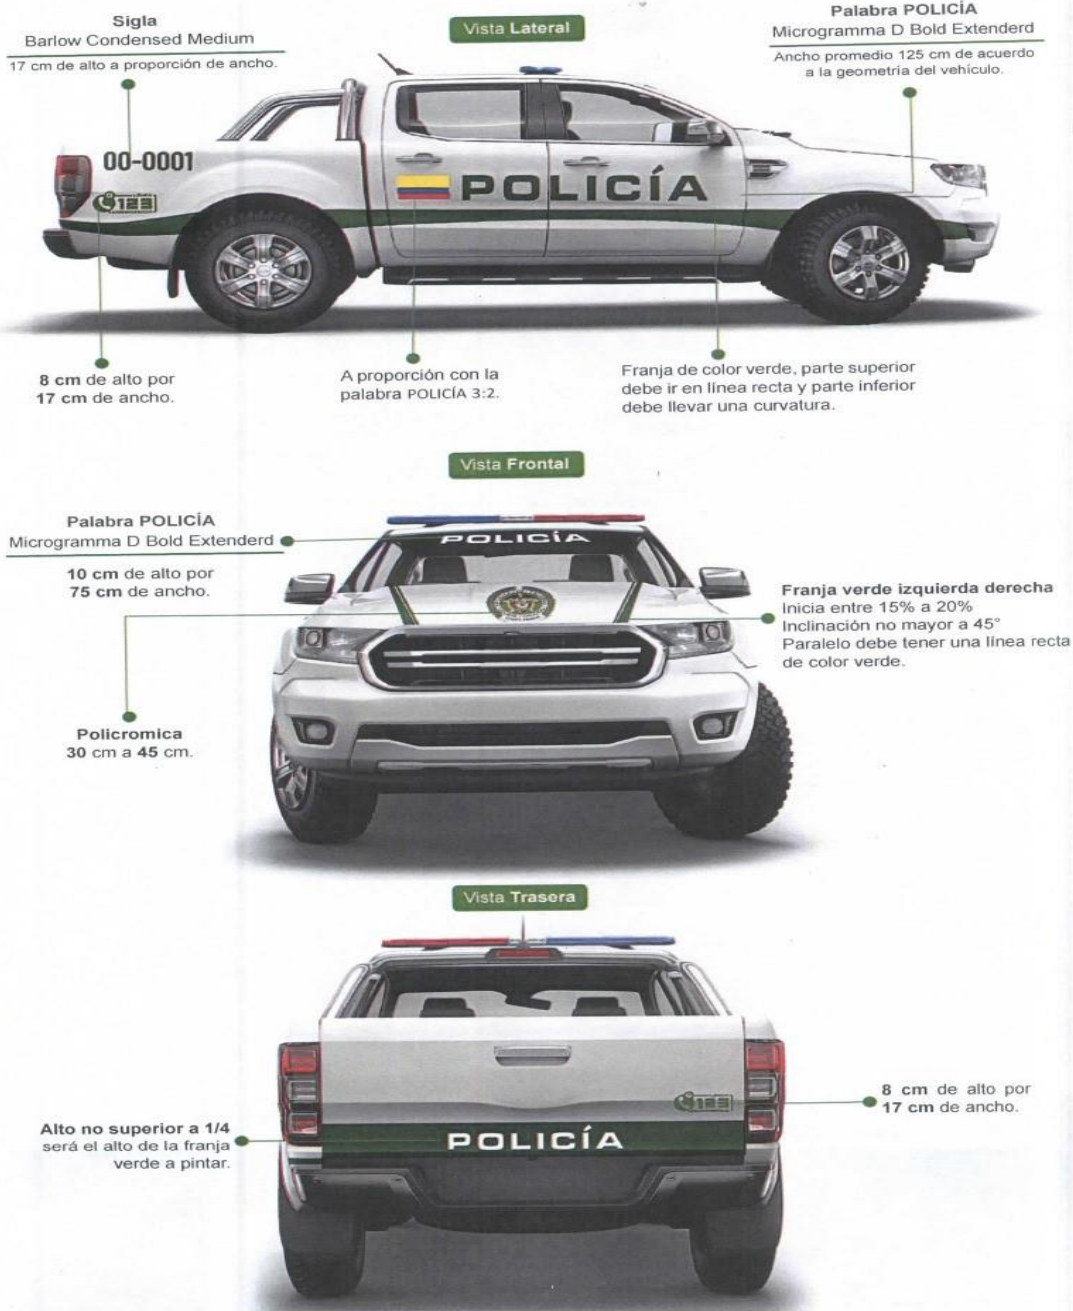 Sigla
Barlow Condensed Medium
17 cm de alto a proporción de ancho.
Vista Lateral
Palabra POLICÍA
Microgramma D Bold Extenderd
Ancho promedio 125 cm de acuerdo
a la geometria del vehículo.
00-0001
123
POLICÍA
8 cm de alto por
17 cm de ancho.
A proporción con la
palabra POLICÍA 3:2.
Franja de color verde, parte superior
debe ir en línea recta y parte inferior
debe llevar una curvatura.
Vista Frontal
Palabra POLICÍA
Microgramma D Bold Extenderd
10 cm de alto por
75 cm de ancho.
POLICÍA
Franja verde izquierda derecha
Inicia entre 15% a 20%
Inclinación no mayor a 45°
Paralelo debe tener una línea recta
de color verde.
Policromica
30 cm a 45 cm.
Vista Trasera
123
8 cm de alto por
17 cm de ancho.
Alto no superior a 1/4
será el alto de la franja
verde a pintar.
POLICÍA